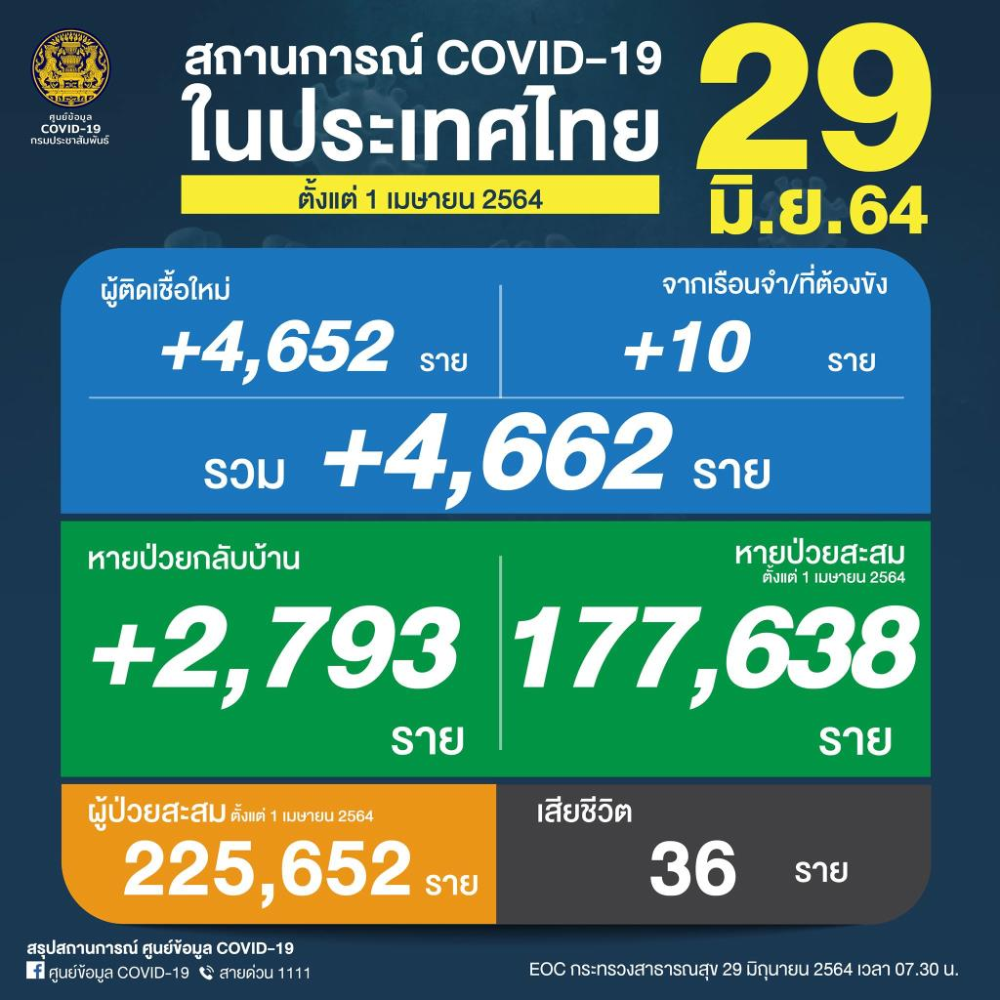 ศูนย์ข้อมูล
COVID-19
กรมประชาสัมพันธ์
สถานการณ์ COVID-19
ในประเทศไทย
ตั้งแต่ 1 เมษายน 2564
29
มิ.ย.64
ผู้ติดเชื้อใหม่
+4,652 ราย
จากเรือนจำ/ที่ต้องขัง
+10 ราย
รวม +4,662 ราย
หายป่วยกลับบ้าน
+2,793
ราย
หายป่วยสะสม
ตั้งแต่ 1 เมษายน 2564
177,638
ราย
ผู้ป่วยสะสม ตั้งแต่ 1 เมษายน 2564
225,652 ราย
เสียชีวิต
36 ราย
สรุปสถานการณ์ ศูนย์ข้อมูล COVID-19
ศูนย์ข้อมูล COVID-19 สายด่วน 1111
EOC กระทรวงสาธารณสุข 29 มิถุนายน 2564 เวลา 07.30 น.